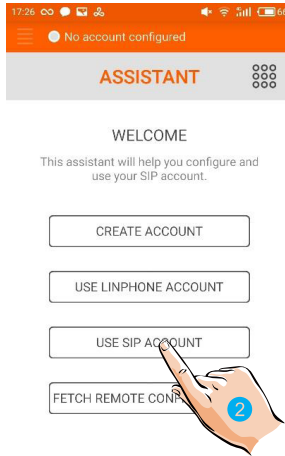 17:26 66
No account configured
ASSISTANT
WELCOME
This assistant will help you configure and
use your SIP account.
CREATE ACCOUNT
USE LINPHONE ACCOUNT
USE SIP ACCOUNT
FETCH REMOTE
2